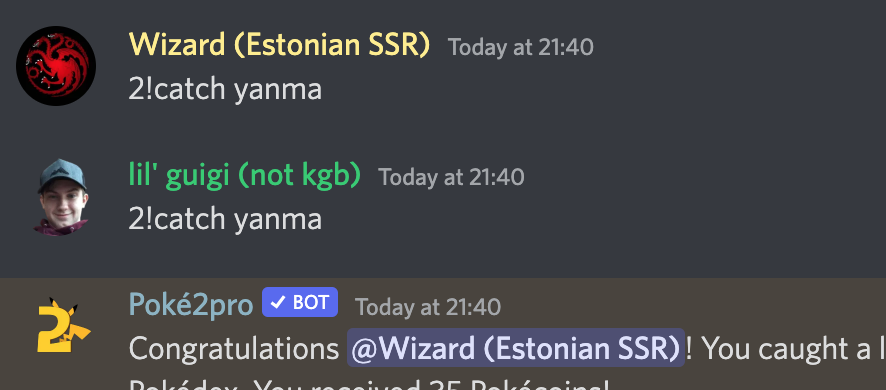 Wizard (Estonian SSR) Today at 21:40
2!catch yanma
lil' guigi (not kgb) Today at 21:40
2!catch yanma
Poké2pro ✓ BOT Today at 21:40
Congratulations @Wizard (Estonian SSR)! You caught a
Pokédex. You received 35 Pokécoins!